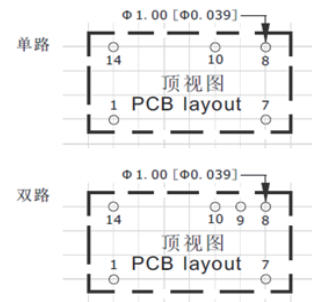 Φ1.00 [Φ0.039]
单路
14 10 8
顶视图
1 PCB layout 7
Φ1.00 [Φ0.039]
双路
14 10 9 8
顶视图
1 PCB layout 7